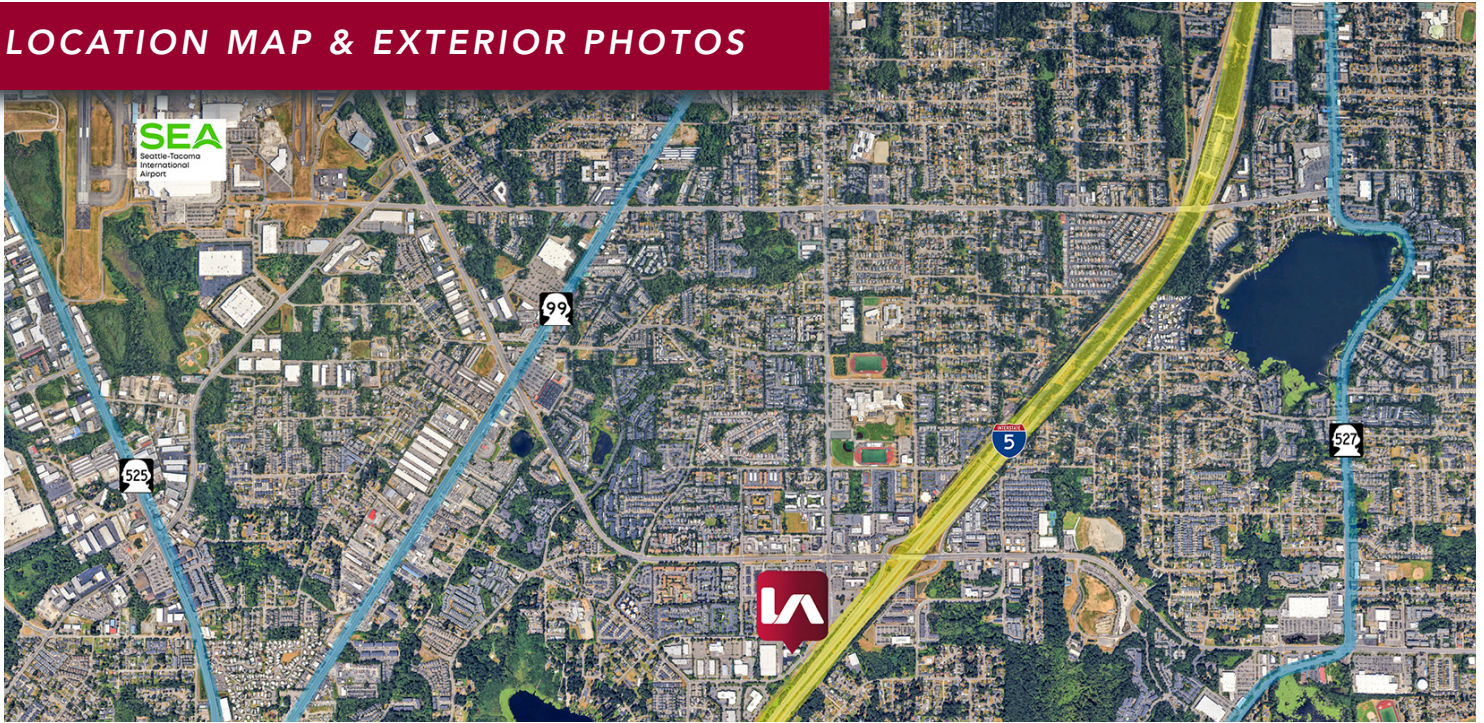 LOCATION MAP & EXTERIOR PHOTOS
SEA
Seattle-Tacoma
International
Airport
99
INTERSTATE
5
527
525
LA